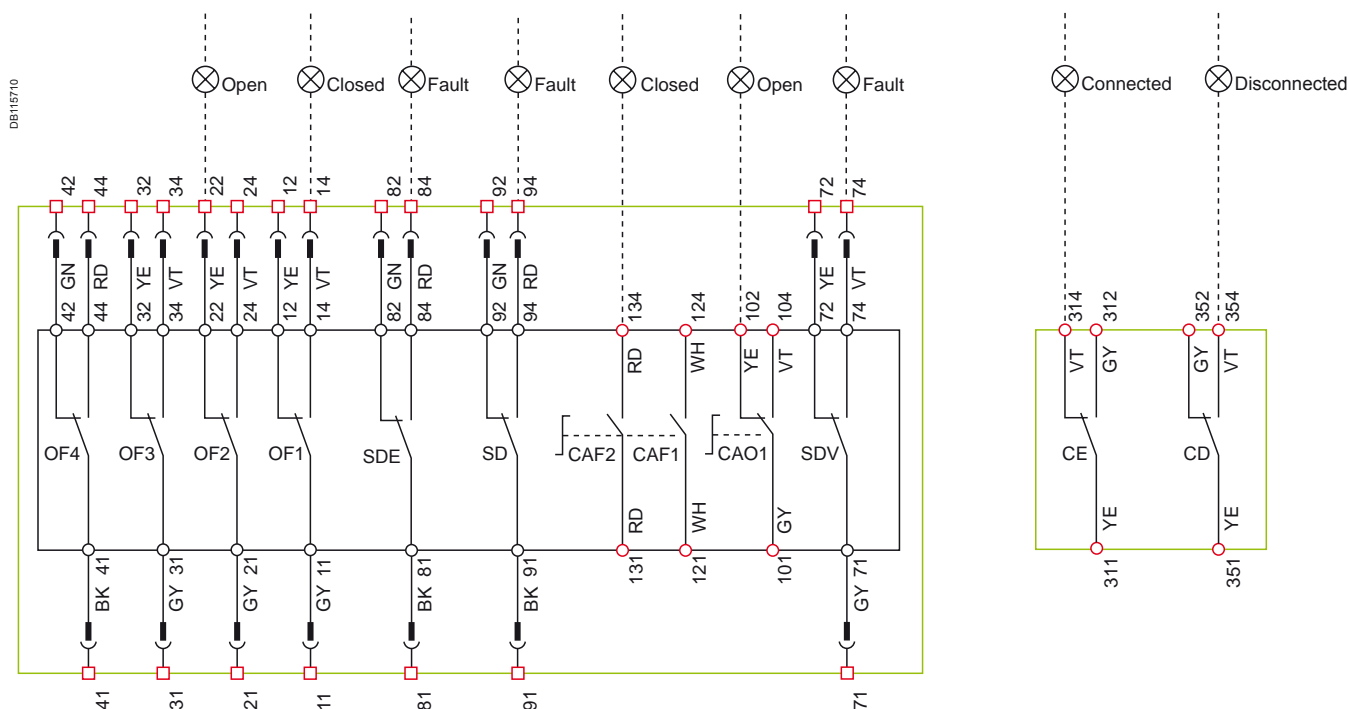 DB115710
Open Closed Fault Fault Closed Open Fault Connected Disconnected
42 44 32 34 22 24 12 14 82 84 92 94 72 74
GN RD YE VT YE VT YE VT GN RD GN RD YE VT
42 44 32 34 22 24 12 14 82 84 92 94 134 124 102 104 72 74 314 312 352 354
RD WH YE VT VT GY GY VT
OF4 OF3 OF2 OF1 SDE SD CAF2 CAF1 CAO1 SDV CE CD
RD WH GY YE YE
41 31 21 11 81 91 131 121 101 71 311 351
BK GY GY GY BK BK GY
41 31 21 11 81 91 71